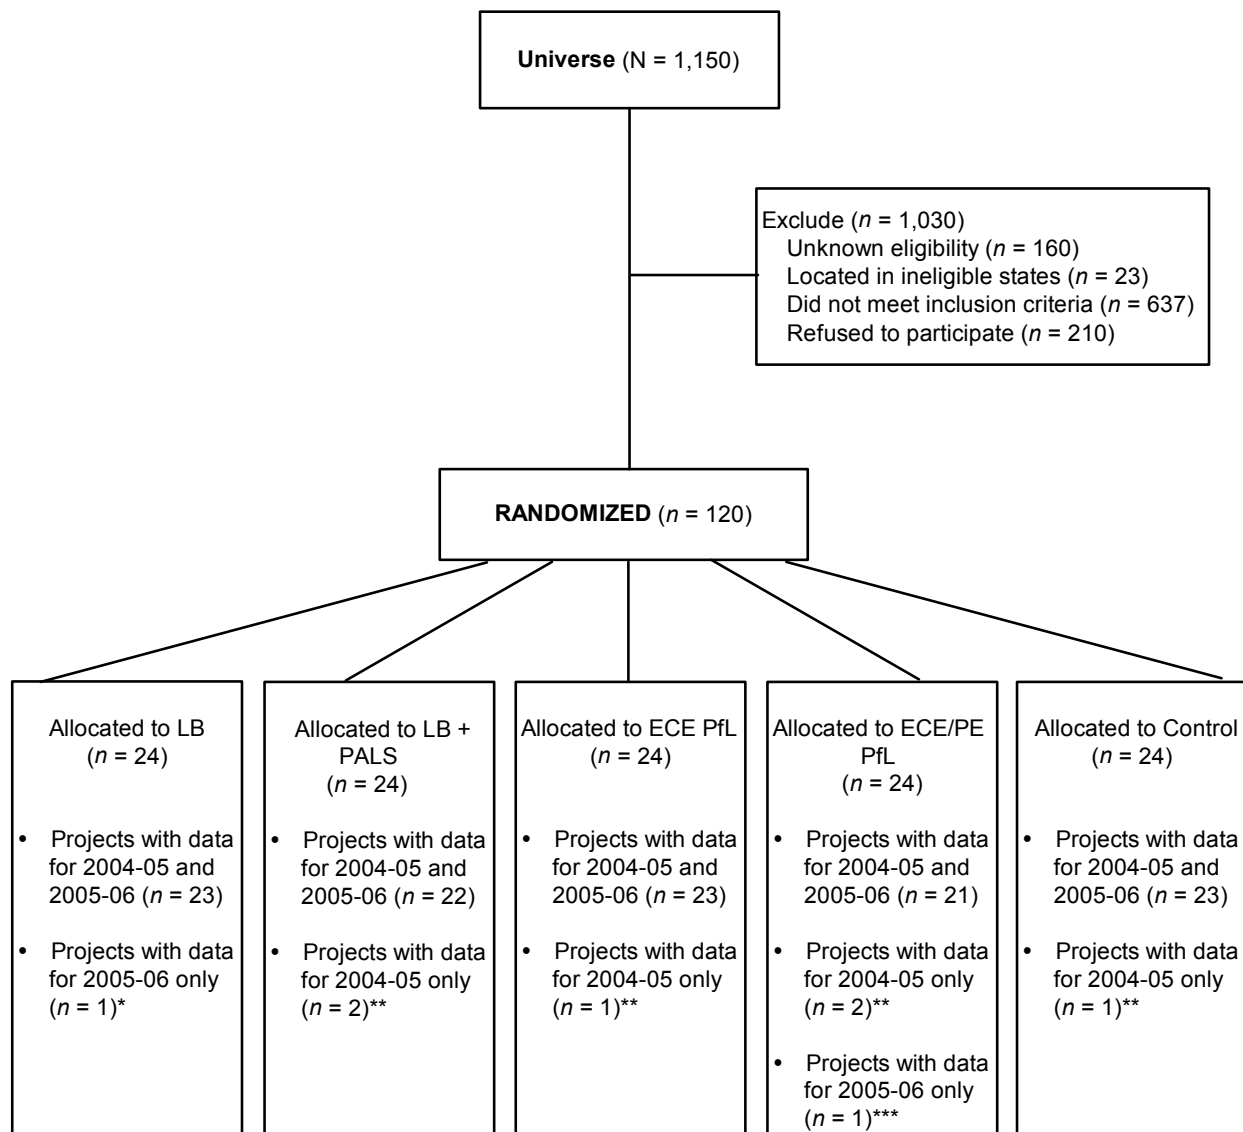 Universe (N = 1,150)
Exclude (n = 1,030)
Unknown eligibility (n = 160)
Located in ineligible states (n = 23)
Did not meet inclusion criteria (n = 637)
Refused to participate (n = 210)
RANDOMIZED (n = 120)
Allocated to LB
(n = 24)
• Projects with data
for 2004-05 and
2005-06 (n = 23)
• Projects with data
for 2005-06 only
(n = 1)*
Allocated to LB +
PALS
(n = 24)
• Projects with data
for 2004-05 and
2005-06 (n = 22)
• Projects with data
for 2004-05 only
(n = 2)**
Allocated to ECE PfL
(n = 24)
• Projects with data
for 2004-05 and
2005-06 (n = 23)
• Projects with data
for 2004-05 only
(n = 1)**
Allocated to ECE/PE
PfL
(n = 24)
• Projects with data
for 2004-05 and
2005-06 (n = 21)
• Projects with data
for 2004-05 only
(n = 2)**
• Projects with data
for 2005-06 only
(n = 1)***
Allocated to Control
(n = 24)
• Projects with data
for 2004-05 and
2005-06 (n = 23)
• Projects with data
for 2004-05 only
(n = 1)**